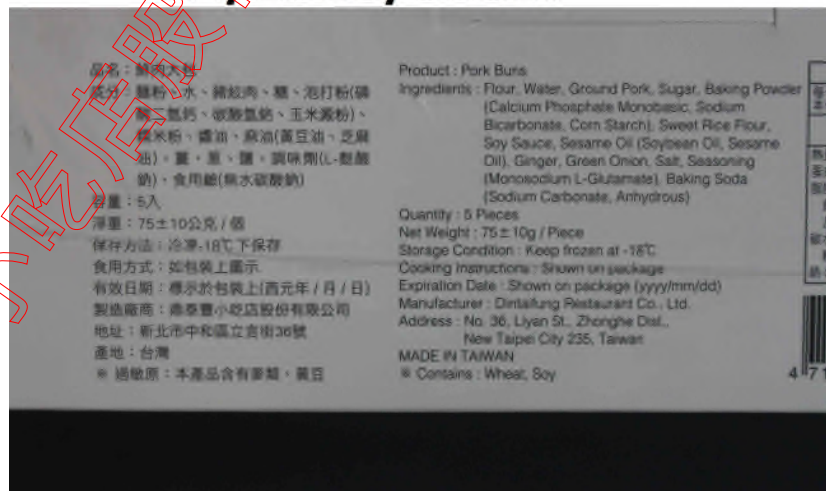 品名：鮮肉大包
成分：麵粉、水、豬絞肉、糖、泡打粉(磷
酸二氫鈣、碳酸氫鈉、玉米澱粉)、
糯米粉、醬油、麻油(黃豆油、芝麻
油)、薑、蔥、鹽、調味劑(L-麩酸
鈉)、食用鹼(無水碳酸鈉)
容量：5入
淨重：75±10公克 / 個
保存方法：冷凍-18℃下保存
食用方式：如包裝上圖示
有效日期：標示於包裝上(西元年 / 月 / 日)
製造廠商：鼎泰豐小吃店股份有限公司
地址：新北市中和區立言街36號
產地：台灣
※ 過敏原：本產品含有麥類、黃豆
Product : Pork Buns
Ingredients : Flour, Water, Ground Pork, Sugar, Baking Powder
(Calcium Phosphate Monobasic, Sodium
Bicarbonate, Corn Starch), Sweet Rice Flour,
Soy Sauce, Sesame Oil (Soybean Oil, Sesame
Oil), Ginger, Green Onion, Salt, Seasoning
(Monosodium L-Glutamate), Baking Soda
(Sodium Carbonate, Anhydrous)
Quantity : 5 Pieces
Net Weight : 75±10g / Piece
Storage Condition : Keep frozen at -18℃
Cooking Instructions : Shown on package
Expiration Date : Shown on package (yyyy/mm/dd)
Manufacturer : Dintaifung Restaurant Co., Ltd.
Address : No. 36, Liyan St., Zhonghe Dist.,
New Taipei City 235, Taiwan
MADE IN TAIWAN
※ Contains : Wheat, Soy
4 71
小吃店股